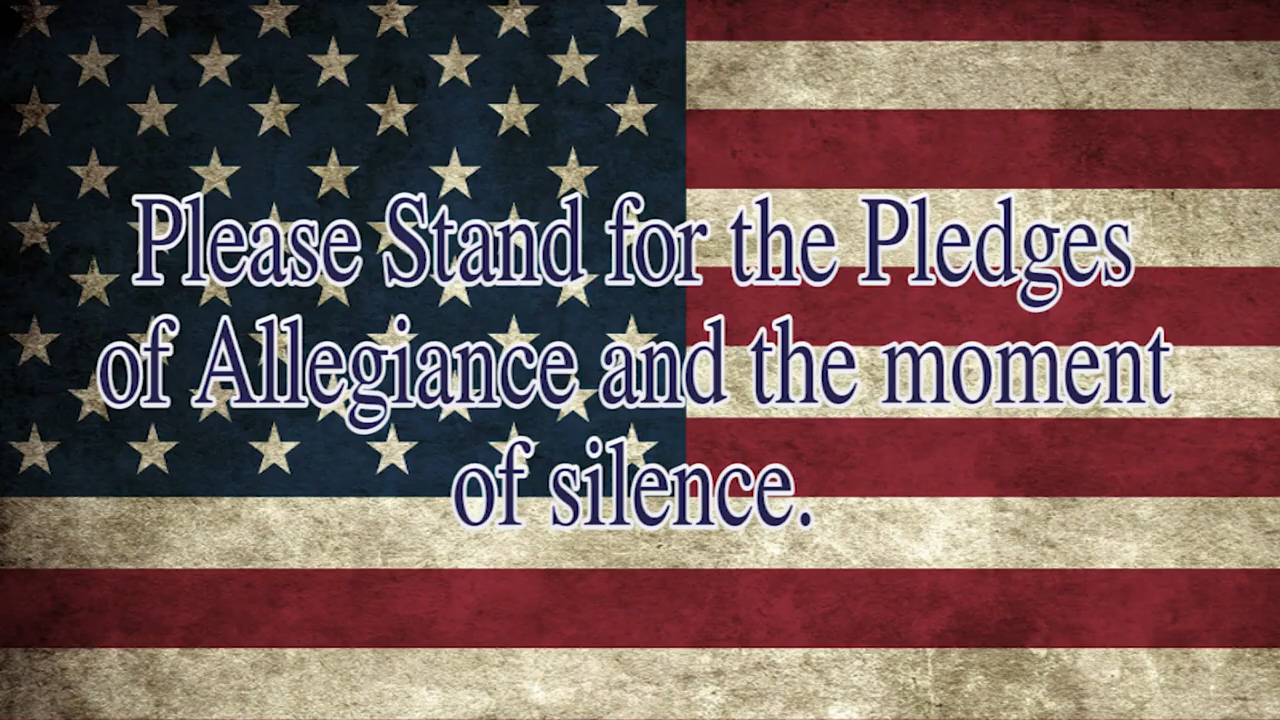 Please Stand for the Pledges
of Allegiance and the moment
of silence.